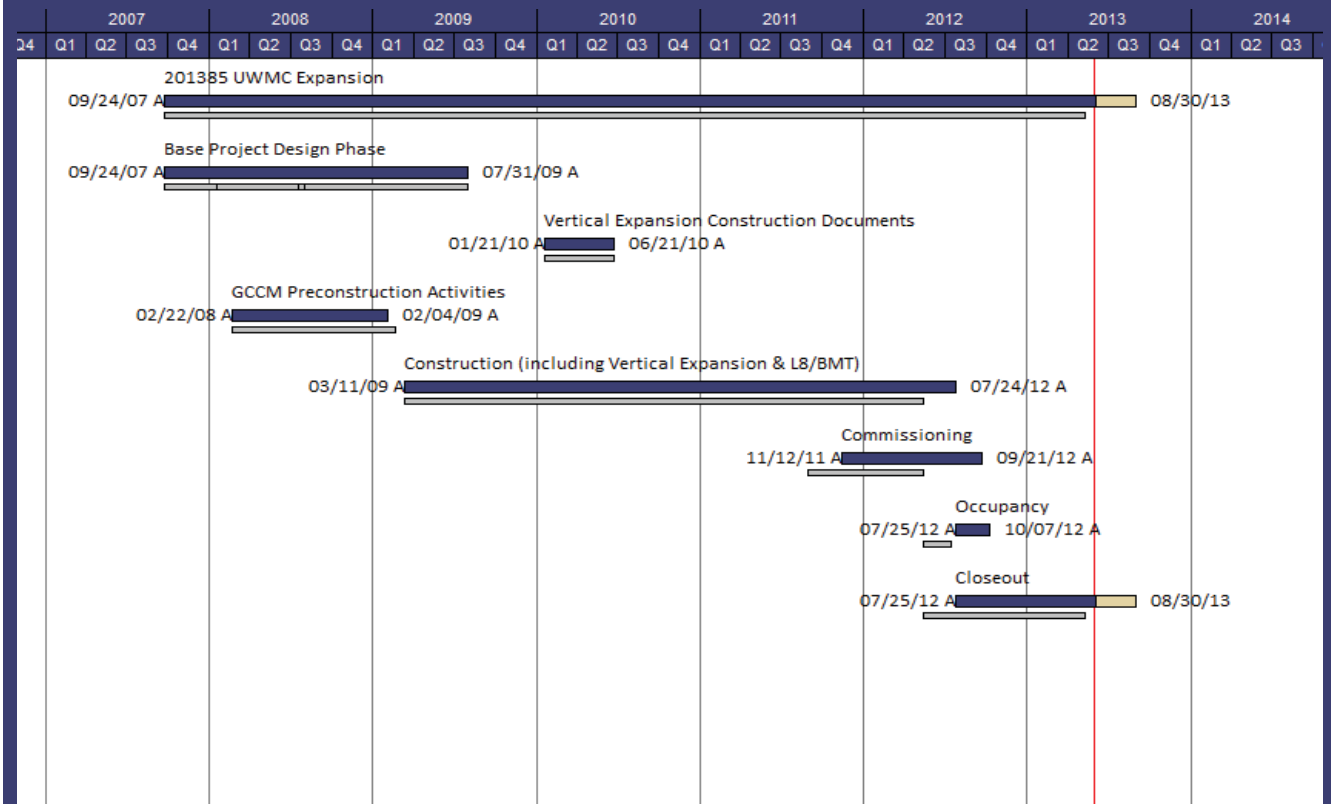 2007 2008 2009 2010 2011 2012 2013 2014
Q4 Q1 Q2 Q3 Q4 Q1 Q2 Q3 Q4 Q1 Q2 Q3 Q4 Q1 Q2 Q3 Q4 Q1 Q2 Q3 Q4 Q1 Q2 Q3 Q4 Q1 Q2 Q3 Q4 Q1 Q2 Q3
201385 UWMC Expansion
09/24/07 A 08/30/13
Base Project Design Phase
09/24/07 A 07/31/09 A
Vertical Expansion Construction Documents
01/21/10 A 06/21/10 A
GCCM Preconstruction Activities
02/22/08 A 02/04/09 A
Construction (including Vertical Expansion & L8/BMT)
03/11/09 A 07/24/12 A
Commissioning
11/12/11 A 09/21/12 A
Occupancy
07/25/12 A 10/07/12 A
Closeout
07/25/12 A 08/30/13